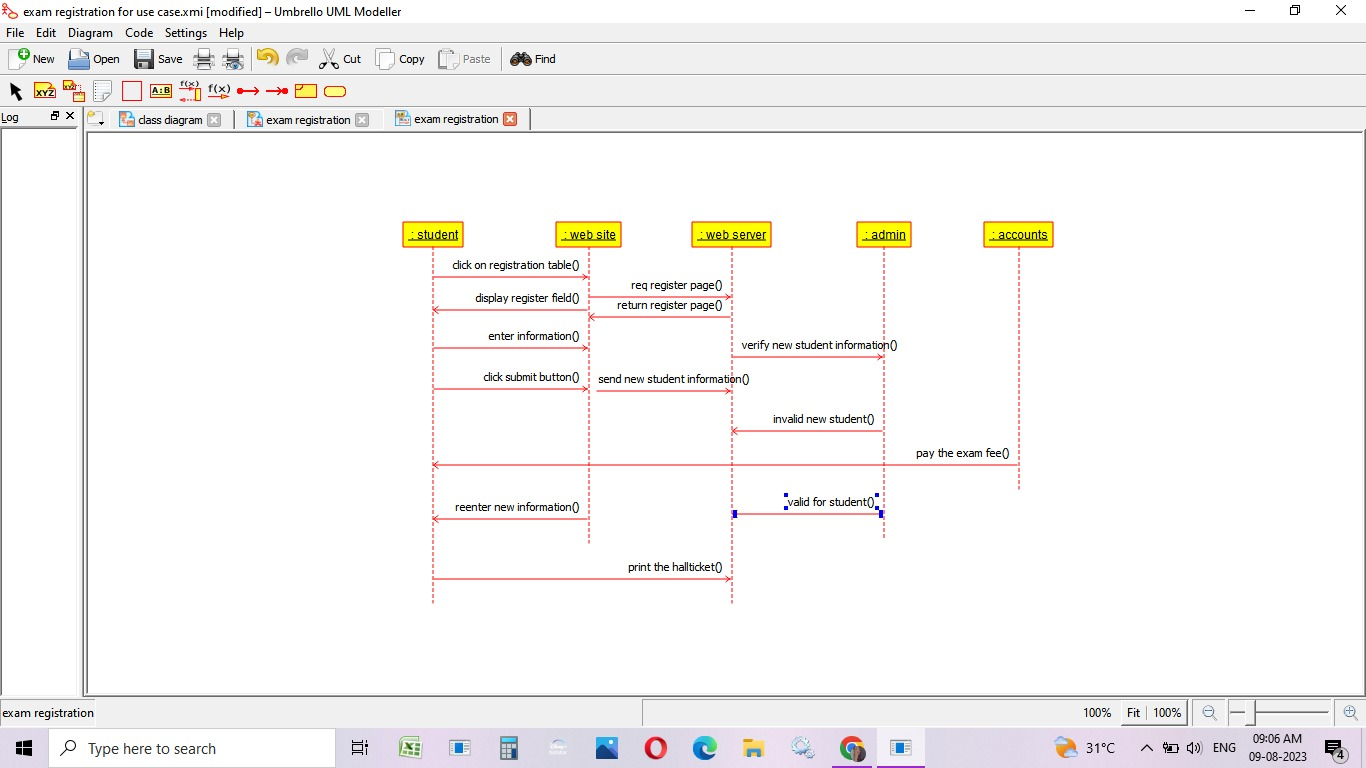 exam registration for use case.xmi [modified] – Umbrello UML Modeller
File Edit Diagram Code Settings Help
New Open Save Cut Copy Paste Find
XYZ XYZ A:B f(x) f(x)
Log class diagram exam registration exam registration
: student : web site : web server : admin : accounts
click on registration table()
req register page()
display register field() return register page()
enter information()
verify new student information()
click submit button() send new student information()
invalid new student()
pay the exam fee()
valid for student()
reenter new information()
print the hallticket()
exam registration 100% Fit 100%
Type here to search 31°C ENG 09:06 AM
09-08-2023 4